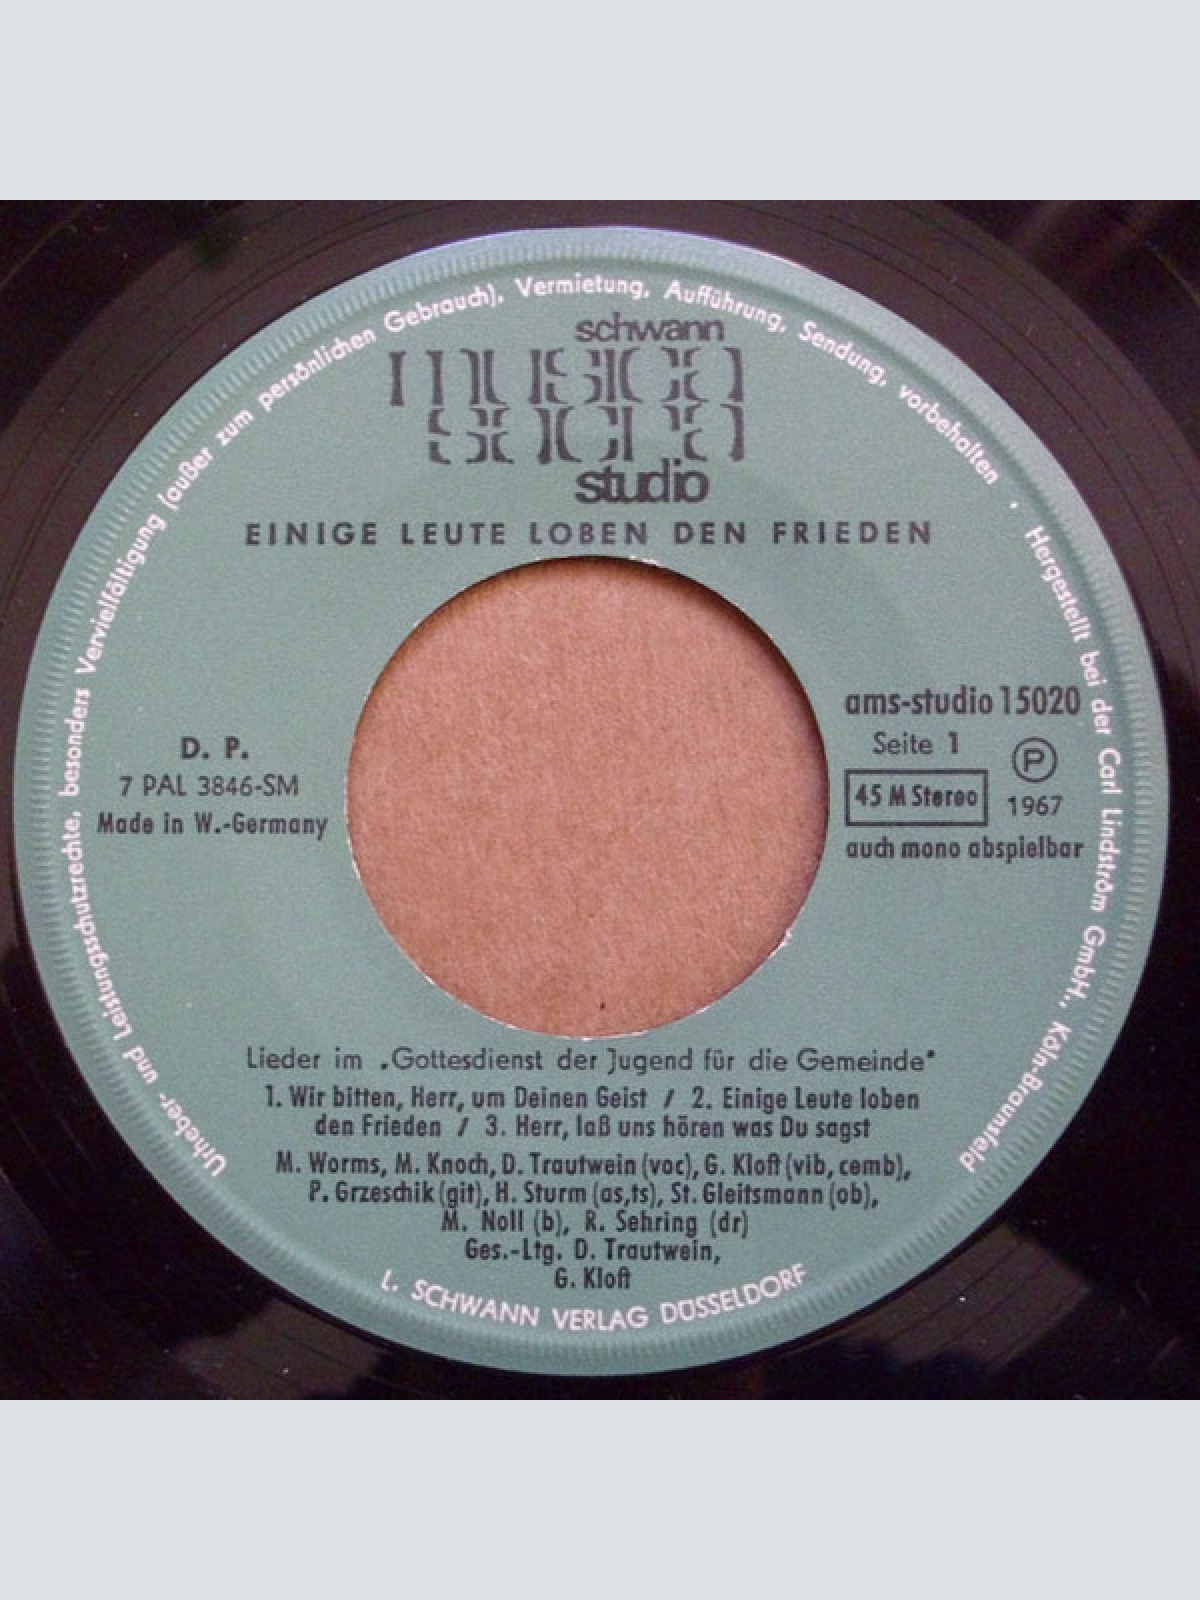 Urheber- und Leistungsschutzrechte, besonders Vervielfältigung (außer zum persönlichen Gebrauch), Vermietung, Aufführung, Sendung, vorbehalten · Hergestellt bei der Carl Lindström GmbH., Köln-Braunsfeld
schwann
musica
sacra
studio
EINIGE LEUTE LOBEN DEN FRIEDEN
D. P.
7 PAL 3846-SM
Made in W.-Germany
ams-studio 15020
Seite 1
45 M Stereo
Ⓟ
1967
auch mono abspielbar
Lieder im „Gottesdienst der Jugend für die Gemeinde"
1. Wir bitten, Herr, um Deinen Geist / 2. Einige Leute loben
den Frieden / 3. Herr, laß uns hören was Du sagst
M. Worms, M. Knoch, D. Trautwein (voc), G. Kloft (vib, cemb),
P. Grzeschik (git), H. Sturm (as,ts), St. Gleitsmann (ob),
M. Noll (b), R. Sehring (dr)
Ges.-Ltg. D. Trautwein,
G. Kloft
L. SCHWANN VERLAG DÜSSELDORF